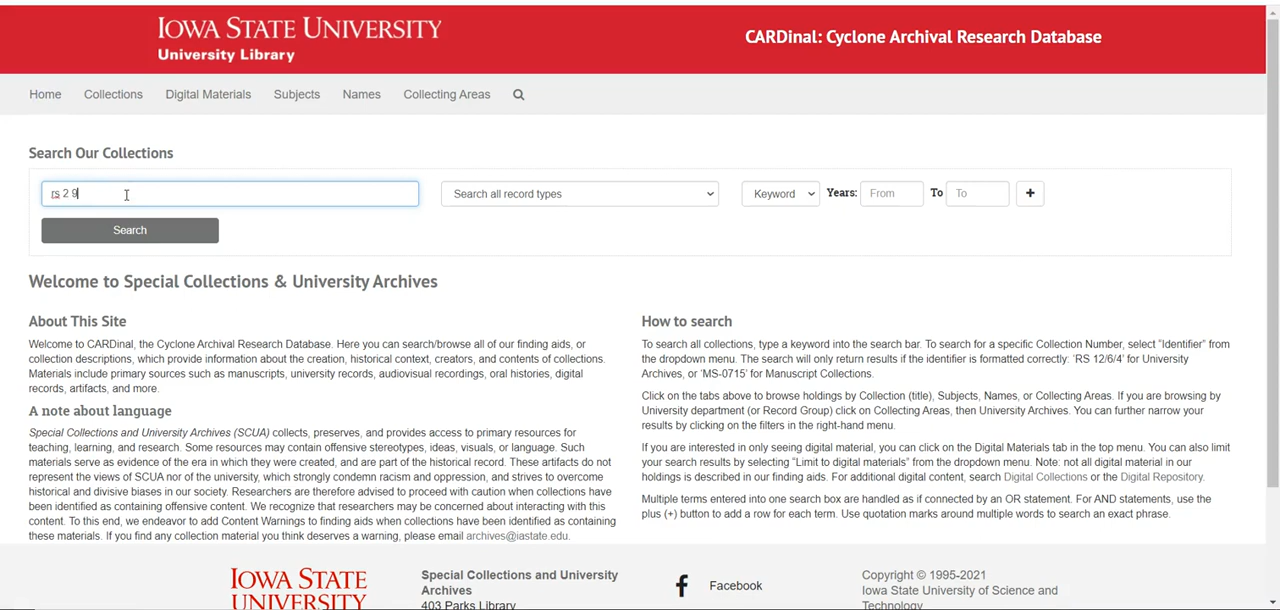 IOWA STATE UNIVERSITY
University Library
CARDinal: Cyclone Archival Research Database
Home Collections Digital Materials Subjects Names Collecting Areas
Search Our Collections
rs 2 9 Search all record types Keyword Years: From To To +
Search
Welcome to Special Collections & University Archives
About This Site
Welcome to CARDinal, the Cyclone Archival Research Database. Here you can search/browse all of our finding aids, or
collection descriptions, which provide information about the creation, historical context, creators, and contents of collections.
Materials include primary sources such as manuscripts, university records, audiovisual recordings, oral histories, digital
records, artifacts, and more.
A note about language
Special Collections and University Archives (SCUA) collects, preserves, and provides access to primary resources for
teaching, learning, and research. Some resources may contain offensive stereotypes, ideas, visuals, or language. Such
materials serve as evidence of the era in which they were created, and are part of the historical record. These artifacts do not
represent the views of SCUA nor of the university, which strongly condemn racism and oppression, and strives to overcome
historical and divisive biases in our society. Researchers are therefore advised to proceed with caution when collections have
been identified as containing offensive content. We recognize that researchers may be concerned about interacting with this
content. To this end, we endeavor to add Content Warnings to finding aids when collections have been identified as containing
these materials. If you find any collection material you think deserves a warning, please email archives@iastate.edu.
How to search
To search all collections, type a keyword into the search bar. To search for a specific Collection Number, select “Identifier” from
the dropdown menu. The search will only return results if the identifier is formatted correctly: ‘RS 12/6/4’ for University
Archives, or ‘MS-0715’ for Manuscript Collections.
Click on the tabs above to browse holdings by Collection (title), Subjects, Names, or Collecting Areas. If you are browsing by
University department (or Record Group) click on Collecting Areas, then University Archives. You can further narrow your
results by clicking on the filters in the right-hand menu.
If you are interested in only seeing digital material, you can click on the Digital Materials tab in the top menu. You can also limit
your search results by selecting “Limit to digital materials” from the dropdown menu. Note: not all digital material in our
holdings is described in our finding aids. For additional digital content, search Digital Collections or the Digital Repository.
Multiple terms entered into one search box are handled as if connected by an OR statement. For AND statements, use the
plus (+) button to add a row for each term. Use quotation marks around multiple words to search an exact phrase.
IOWA STATE
UNIVERSITY
Special Collections and University
Archives
403 Parks Library
Facebook
Copyright © 1995-2021
Iowa State University of Science and
Technology